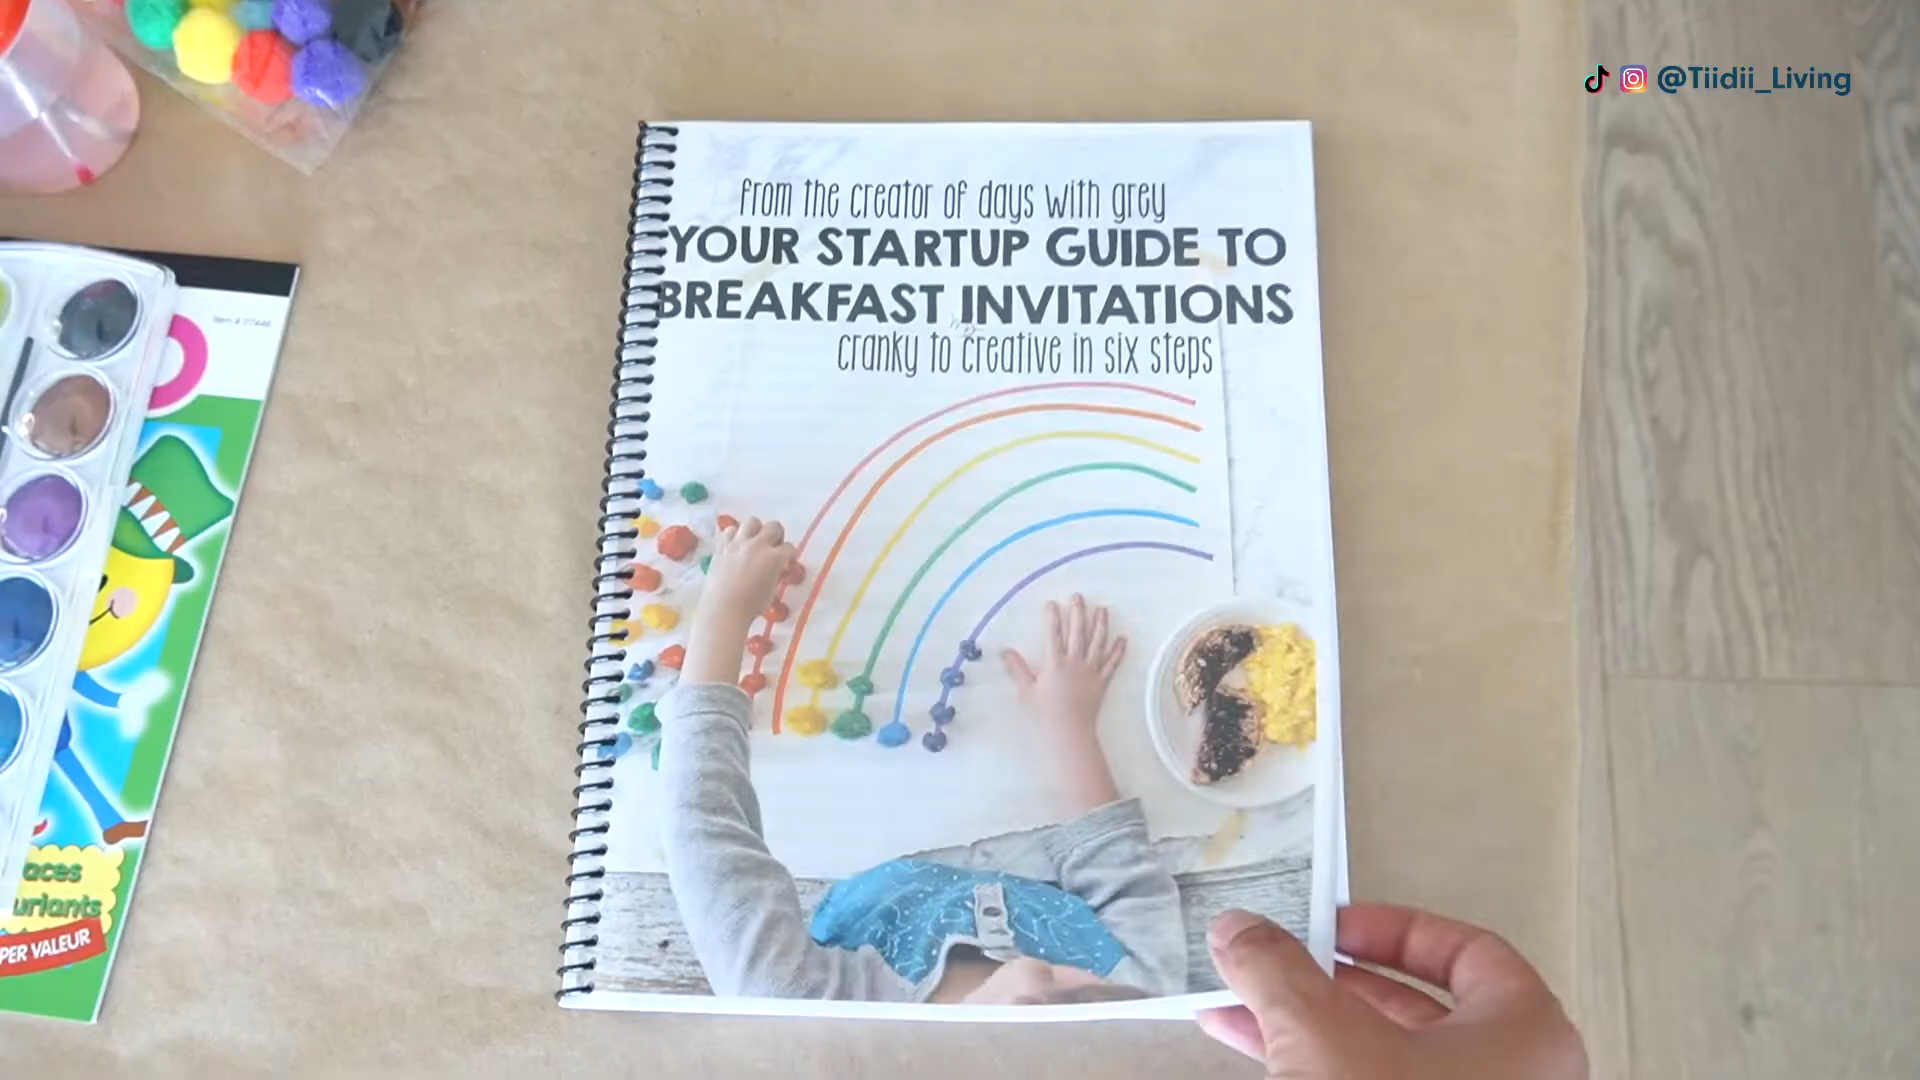 @Tiidii_Living
from the creator of days with grey
YOUR STARTUP GUIDE TO
BREAKFAST INVITATIONS
cranky to creative in six steps
aces
uriants
PER VALEUR